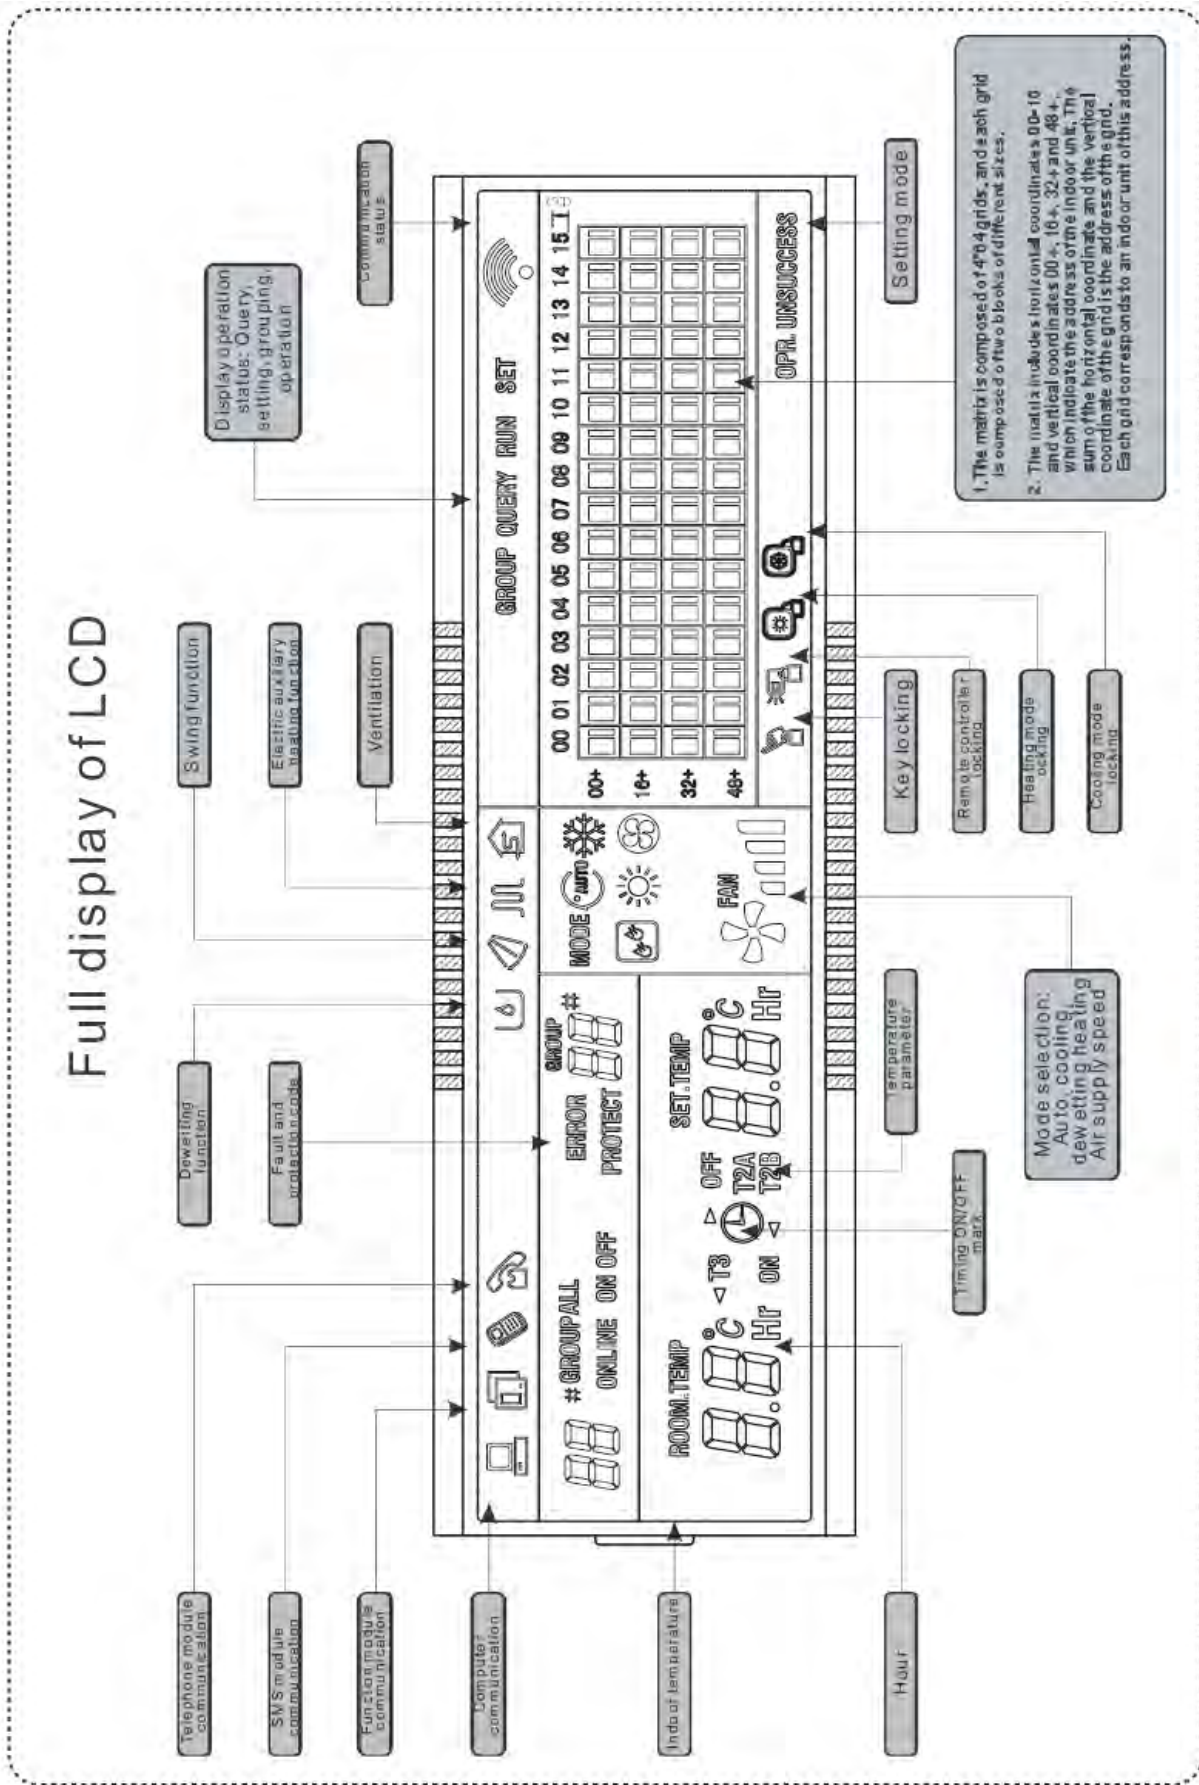 Full display of LCD
Telephone module
communication
SMS module
communication
Function module
communication
Computer
communication
Dewetting
function
Fault and
protection code
Swing function
Electric auxiliary
heating function
Ventilation
Display operation
status: Query,
setting, grouping,
operation
Communication
status
# GROUP ALL
ONLINE ON OFF
ERROR
PROTECT
GROUP
#
ROOM.TEMP
°C
Hr
◁ T3
ON ◁
▷ OFF
T2A
T2B
SET.TEMP
°C
Hr
MODE
AUTO
FAN
GROUP QUERY RUN SET
00 01 02 03 04 05 06 07 08 09 10 11 12 13 14 15
00+
16+
32+
48+
OPR. UNSUCCESS
Indoor temperature
Hour
Timing ON/OFF
mark
Temperature
parameter
Mode selection:
Auto, cooling
dewetting heating
Air supply speed
Key locking
Remote controller
locking
Heating mode
locking
Cooling mode
locking
Setting mode
1.The matrix is composed of 4*64 grids, and each grid
is composed of two blocks of different sizes.
2. The matrix includes horizontal coordinates 00-10
and vertical coordinates 00+, 16+, 32+ and 48+,
which indicate the address of the indoor unit. The
sum of the horizontal coordinate and the vertical
coordinate of the grid is the address of the grid.
Each grid corresponds to an indoor unit of this address.